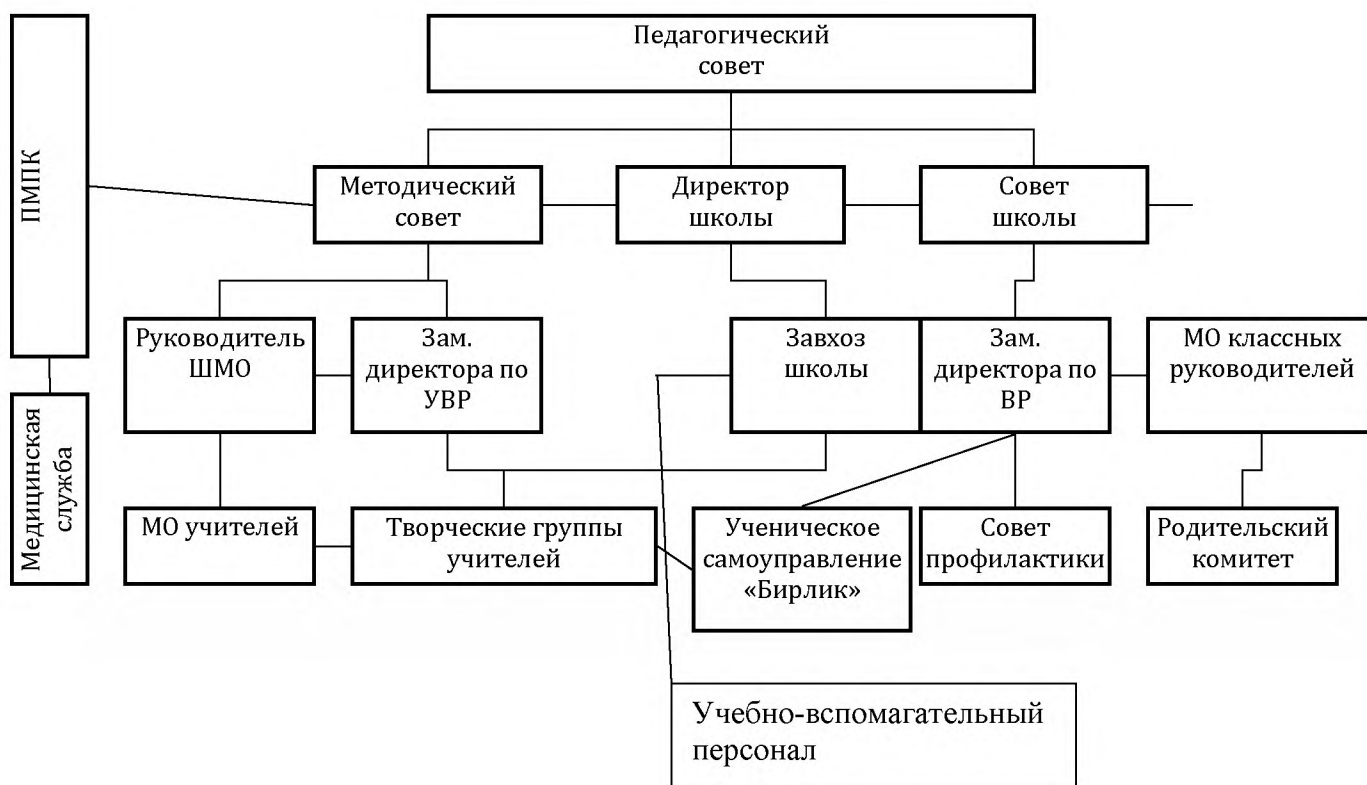 Педагогический
совет
ПМПК
Методический
совет
Директор
школы
Совет
школы
Руководитель
ШМО
Зам.
директора по
УВР
Завхоз
школы
Зам.
директора по
ВР
МО классных
руководителей
Медицинская
служба
МО учителей
Творческие группы
учителей
Ученическое
самоуправление
«Бирлик»
Совет
профилактики
Родительский
комитет
Учебно-вспомагательный
персонал